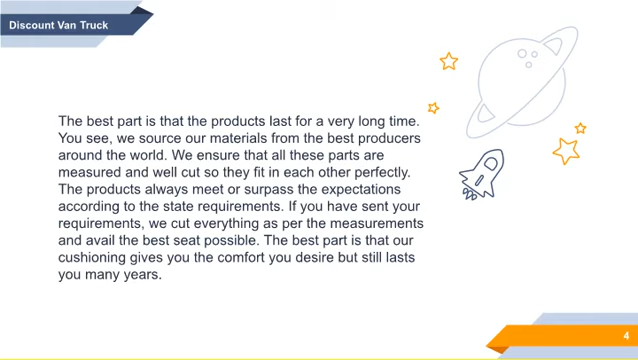 Discount Van Truck
The best part is that the products last for a very long time.
You see, we source our materials from the best producers
around the world. We ensure that all these parts are
measured and well cut so they fit in each other perfectly.
The products always meet or surpass the expectations
according to the state requirements. If you have sent your
requirements, we cut everything as per the measurements
and avail the best seat possible. The best part is that our
cushioning gives you the comfort you desire but still lasts
you many years.
4